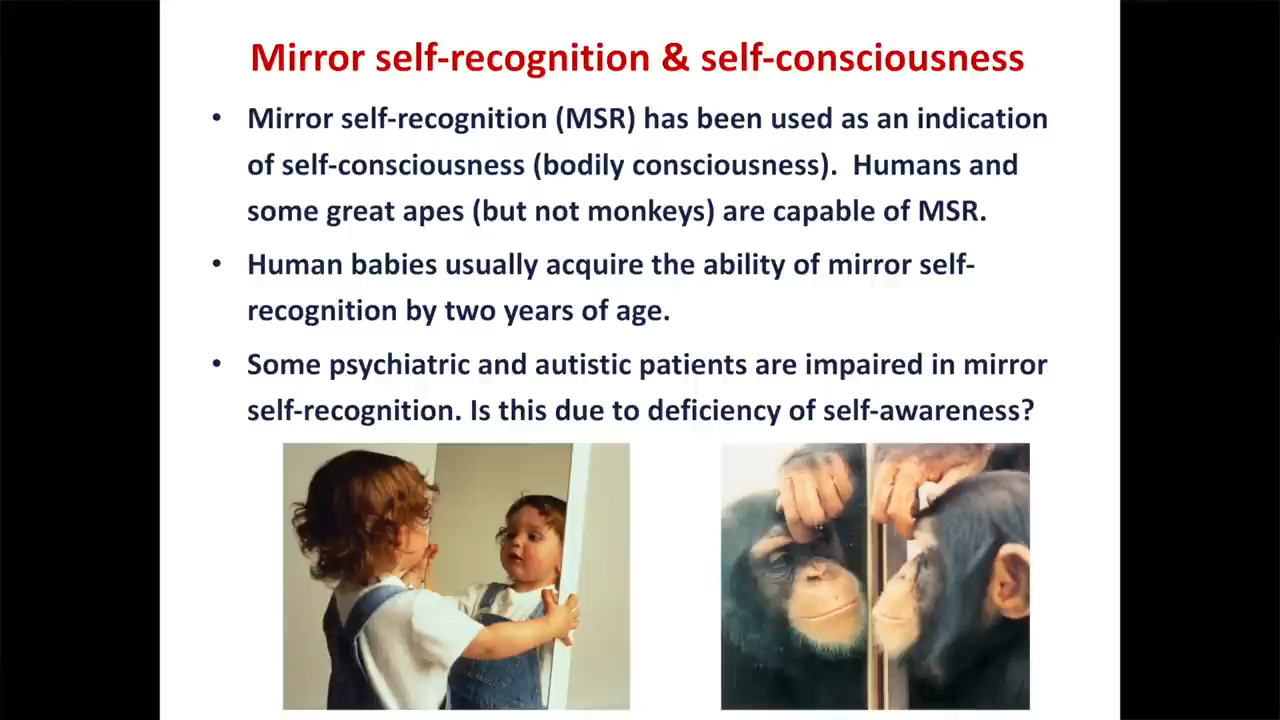 Mirror self-recognition & self-consciousness
• Mirror self-recognition (MSR) has been used as an indication
of self-consciousness (bodily consciousness).  Humans and
some great apes (but not monkeys) are capable of MSR.
• Human babies usually acquire the ability of mirror self-
recognition by two years of age.
• Some psychiatric and autistic patients are impaired in mirror
self-recognition. Is this due to deficiency of self-awareness?